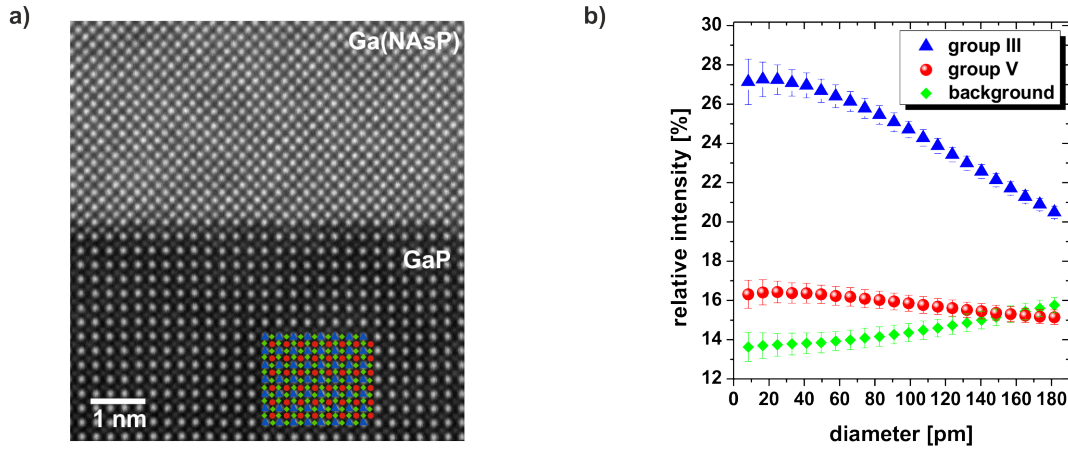 a)
Ga(NAsP)
GaP
1 nm
b)
30
28
26
24
22
20
18
16
14
12
relative intensity [%]
group III
group V
background
0 20 40 60 80 100 120 140 160 180
diameter [pm]